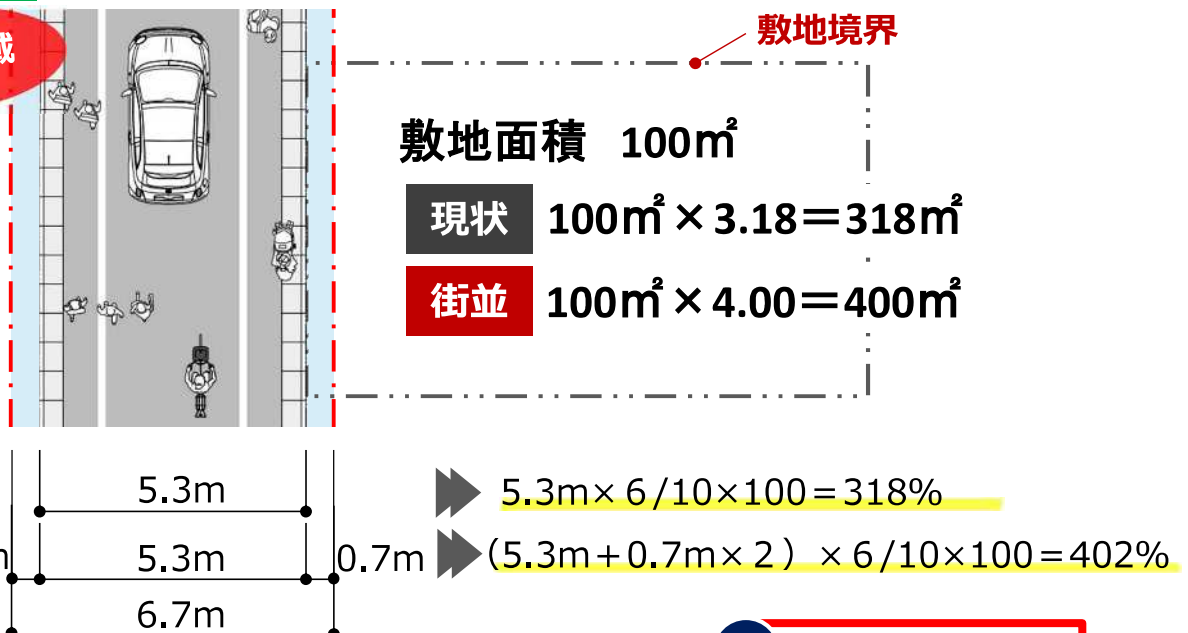 敷地境界
敷地面積 100㎡
現状 100㎡×3.18＝318㎡
街並 100㎡×4.00＝400㎡
5.3m 5.3m×6/10×100＝318%
5.3m 0.7m (5.3m＋0.7m×2）×6/10×100＝402%
6.7m